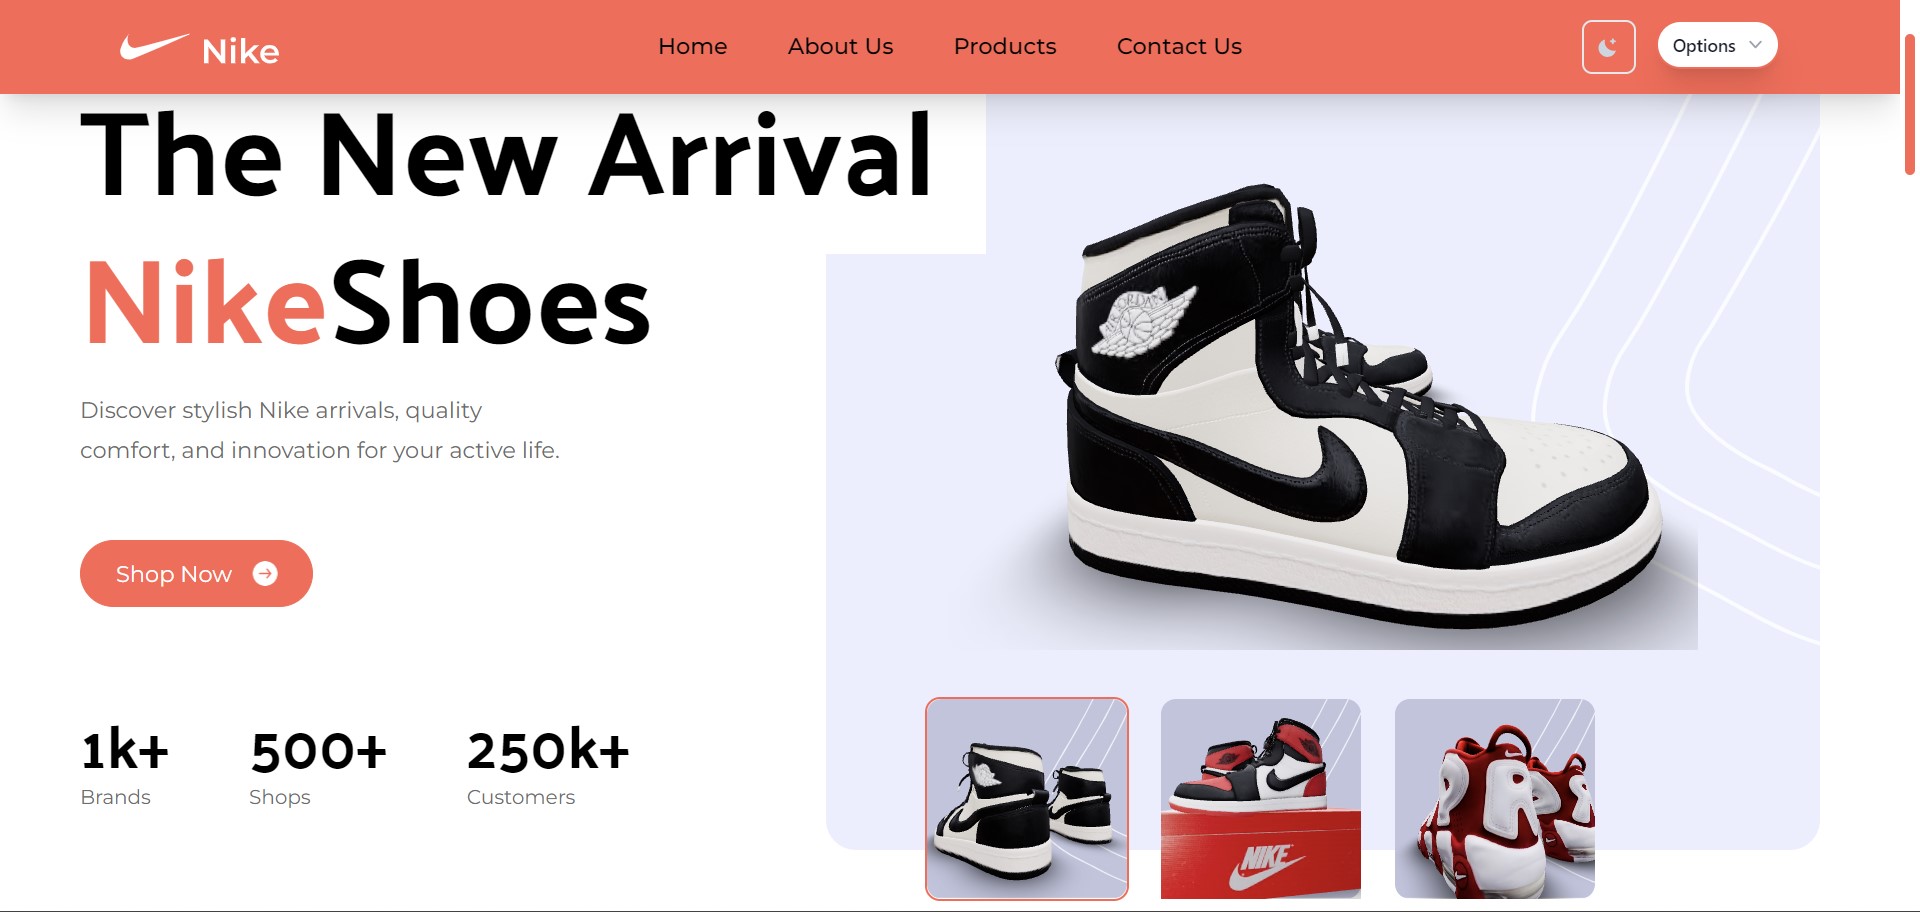 Nike
Home About Us Products Contact Us
Options
The New Arrival
NikeShoes
Discover stylish Nike arrivals, quality
comfort, and innovation for your active life.
Shop Now
1k+ 500+ 250k+
Brands Shops Customers
NIKE